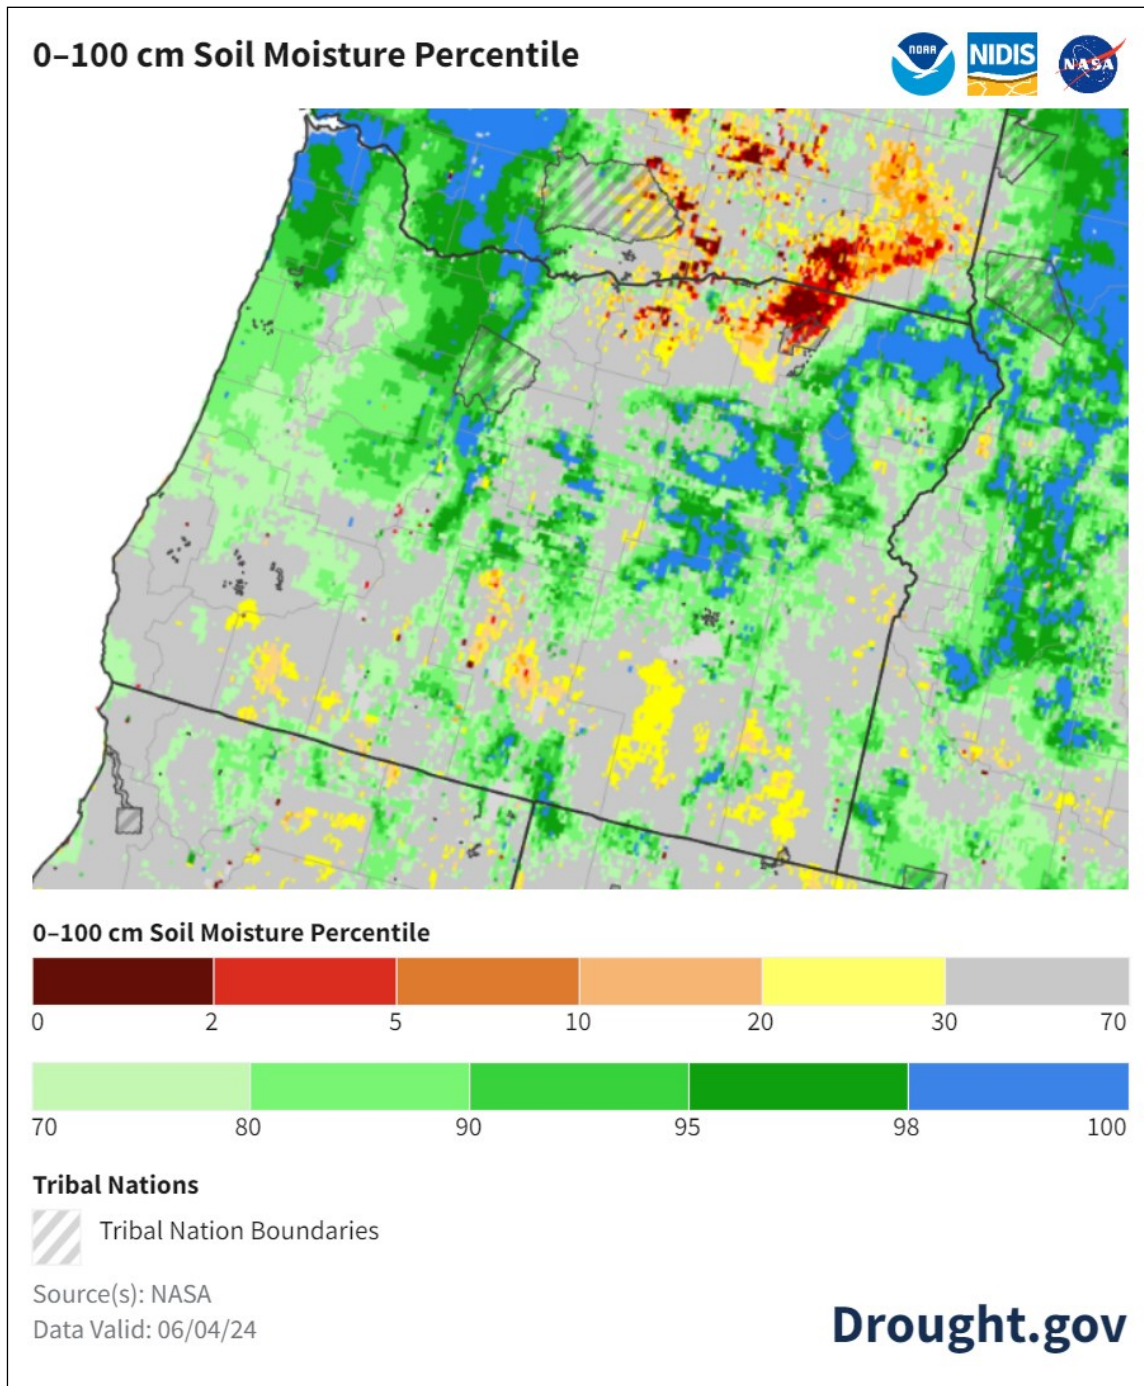 0–100 cm Soil Moisture Percentile
NOAA
NIDIS
NASA
0–100 cm Soil Moisture Percentile
0 2 5 10 20 30 70
70 80 90 95 98 100
Tribal Nations
Tribal Nation Boundaries
Source(s): NASA
Data Valid: 06/04/24
Drought.gov